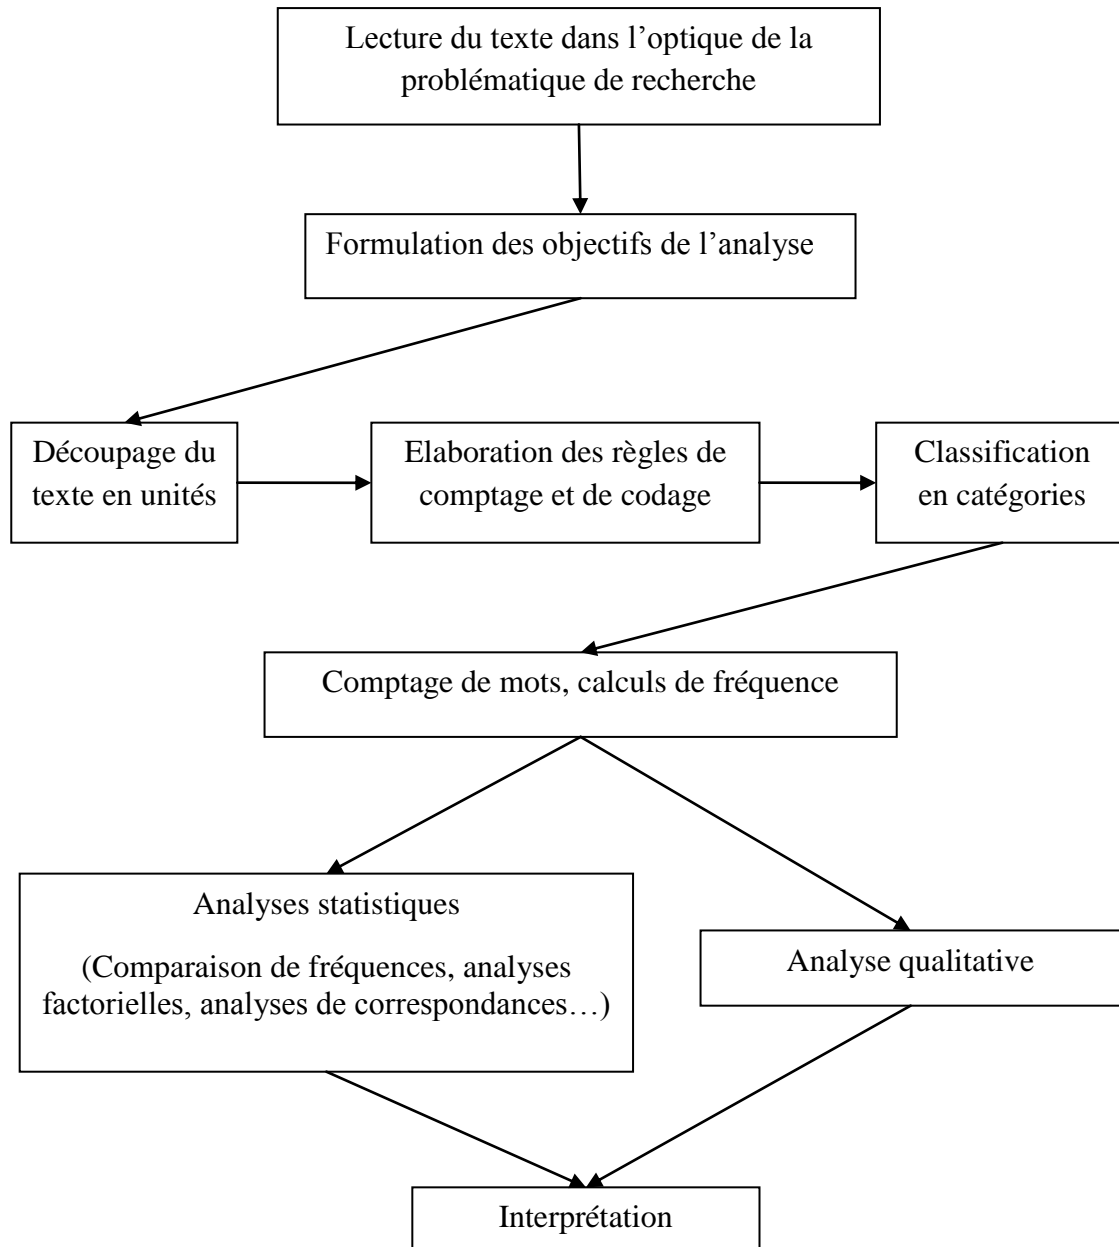 Lecture du texte dans l’optique de la
problématique de recherche
Formulation des objectifs de l’analyse
Découpage du
texte en unités
Elaboration des règles de
comptage et de codage
Classification
en catégories
Comptage de mots, calculs de fréquence
Analyses statistiques
(Comparaison de fréquences, analyses
factorielles, analyses de correspondances…)
Analyse qualitative
Interprétation